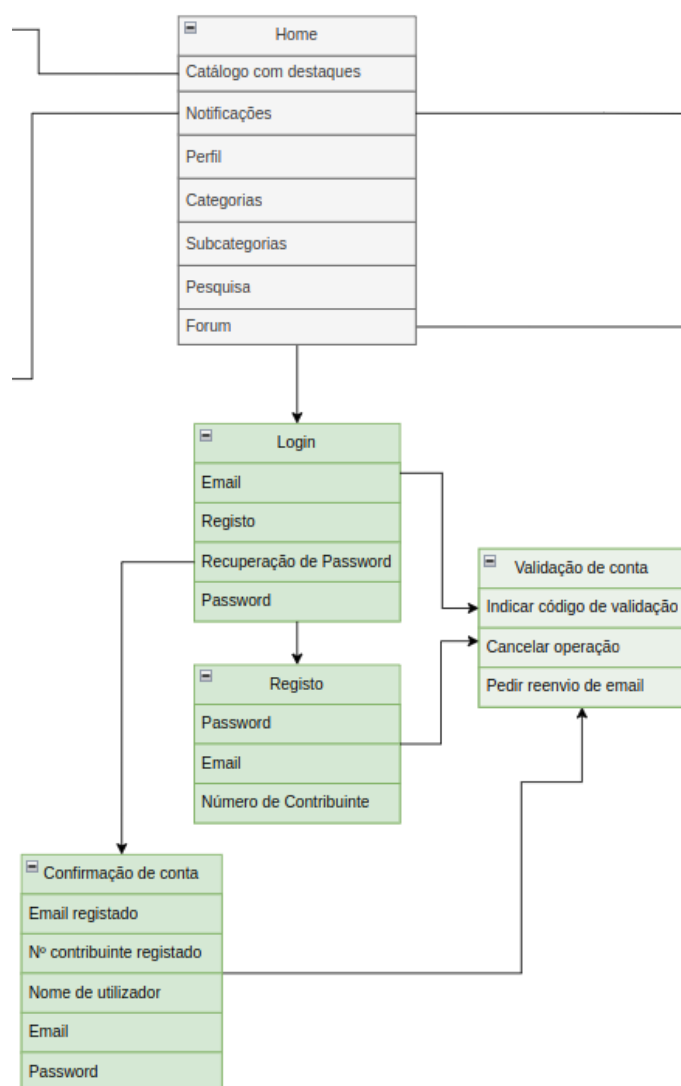 Home
Catálogo com destaques
Notificações
Perfil
Categorias
Subcategorias
Pesquisa
Forum
Login
Email
Registo
Recuperação de Password
Password
Validação de conta
Indicar código de validação
Cancelar operação
Pedir reenvio de email
Registo
Password
Email
Número de Contribuinte
Confirmação de conta
Email registado
Nº contribuinte registado
Nome de utilizador
Email
Password